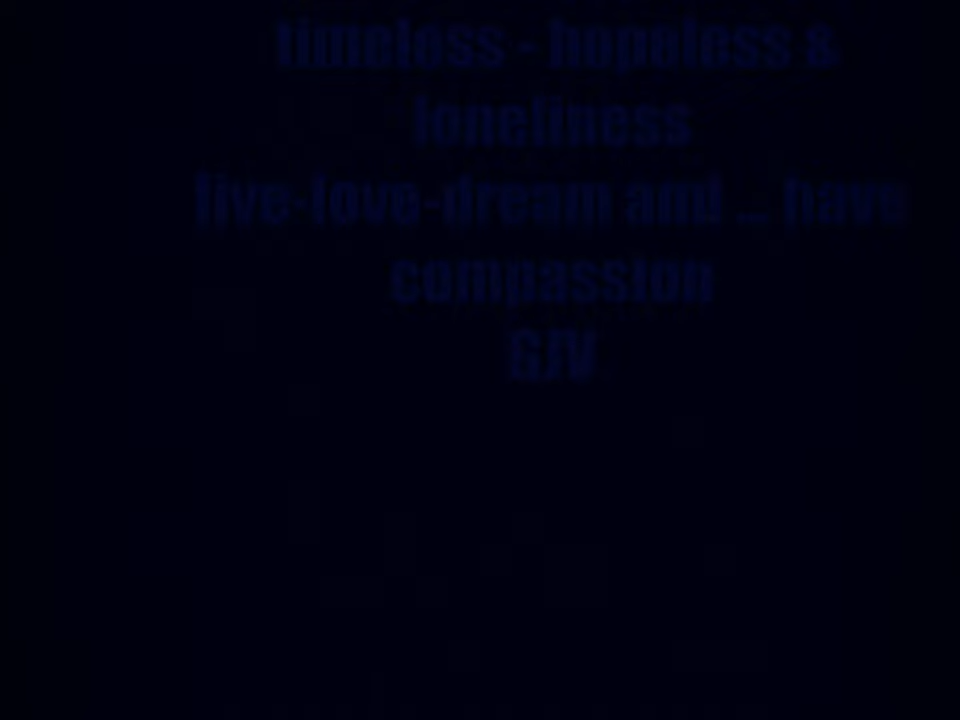 timeless - hopeless &
loneliness
live-love-dream and ... have
compassion
GJV